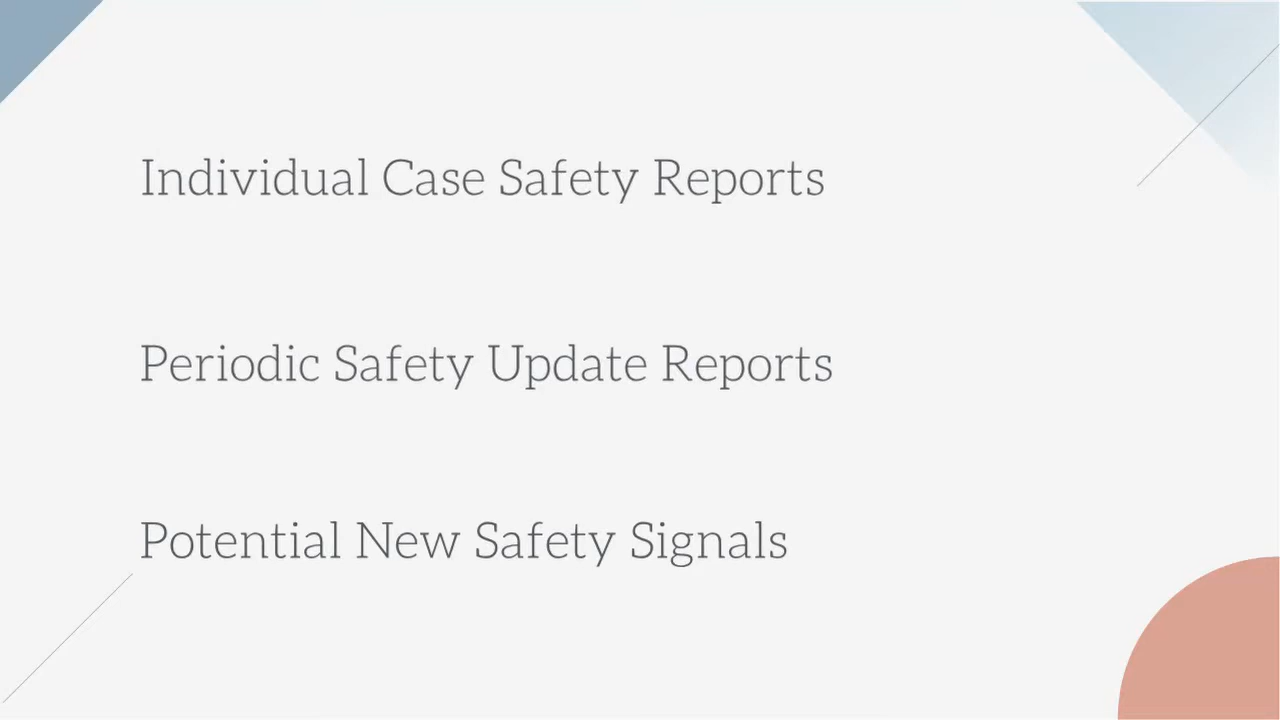 Individual Case Safety Reports
Periodic Safety Update Reports
Potential New Safety Signals